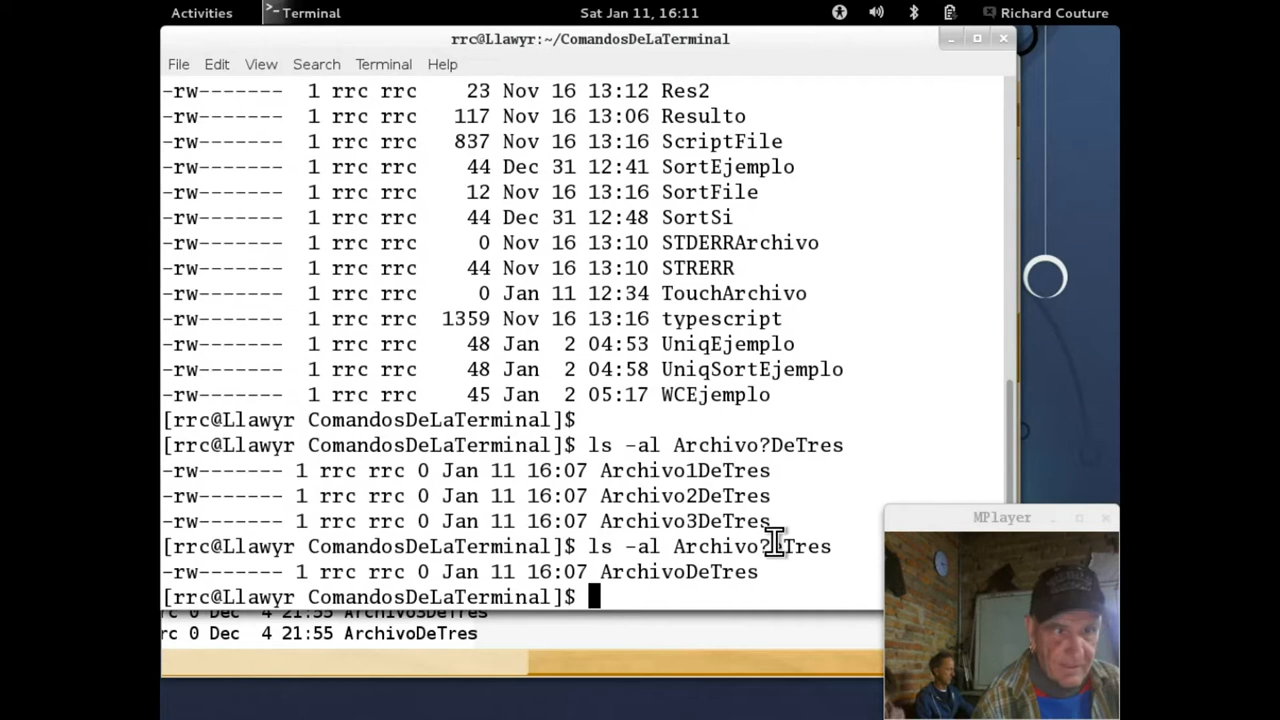 Activities Terminal Sat Jan 11, 16:11 Richard Couture
rrc@Llawyr:~/ComandosDeLaTerminal
File Edit View Search Terminal Help
-rw------- 1 rrc rrc 23 Nov 16 13:12 Res2
-rw------- 1 rrc rrc 117 Nov 16 13:06 Resulto
-rw------- 1 rrc rrc 837 Nov 16 13:16 ScriptFile
-rw------- 1 rrc rrc 44 Dec 31 12:41 SortEjemplo
-rw------- 1 rrc rrc 12 Nov 16 13:16 SortFile
-rw------- 1 rrc rrc 44 Dec 31 12:48 SortSi
-rw------- 1 rrc rrc 0 Nov 16 13:10 STDERRArchivo
-rw------- 1 rrc rrc 44 Nov 16 13:10 STRERR
-rw------- 1 rrc rrc 0 Jan 11 12:34 TouchArchivo
-rw------- 1 rrc rrc 1359 Nov 16 13:16 typescript
-rw------- 1 rrc rrc 48 Jan 2 04:53 UniqEjemplo
-rw------- 1 rrc rrc 48 Jan 2 04:58 UniqSortEjemplo
-rw------- 1 rrc rrc 45 Jan 2 05:17 WCEjemplo
[rrc@Llawyr ComandosDeLaTerminal]$
[rrc@Llawyr ComandosDeLaTerminal]$ ls -al Archivo?DeTres
-rw------- 1 rrc rrc 0 Jan 11 16:07 Archivo1DeTres
-rw------- 1 rrc rrc 0 Jan 11 16:07 Archivo2DeTres
-rw------- 1 rrc rrc 0 Jan 11 16:07 Archivo3DeTres
[rrc@Llawyr ComandosDeLaTerminal]$ ls -al Archivo?eTres
-rw------- 1 rrc rrc 0 Jan 11 16:07 ArchivoDeTres
[rrc@Llawyr ComandosDeLaTerminal]$
rc 0 Dec 4 21:55 Archivo3DeTres
rc 0 Dec 4 21:55 ArchivoDeTres
MPlayer